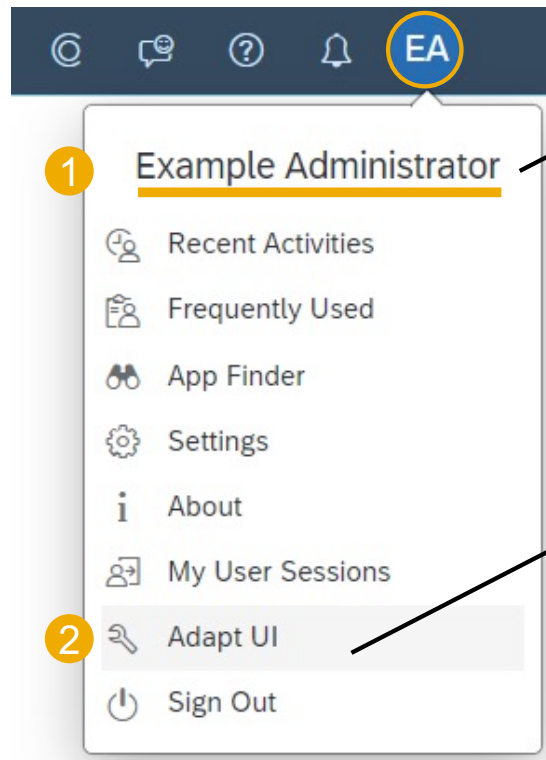 EA
1 Example Administrator
Recent Activities
Frequently Used
App Finder
Settings
About
My User Sessions
2 Adapt UI
Sign Out